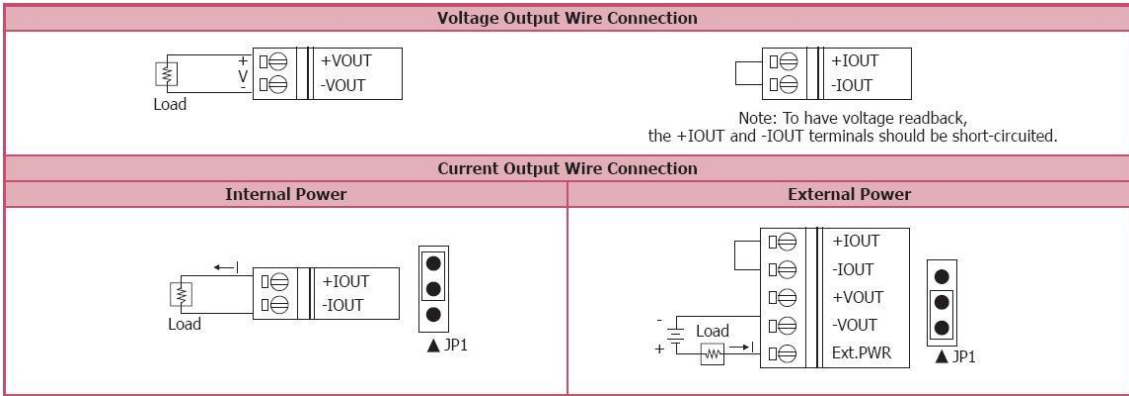 Voltage Output Wire Connection
+
V
-
Load
+VOUT
-VOUT
+IOUT
-IOUT
Note: To have voltage readback,
the +IOUT and -IOUT terminals should be short-circuited.
Current Output Wire Connection
Internal Power
External Power
I
Load
+IOUT
-IOUT
JP1
+IOUT
-IOUT
+VOUT
-VOUT
Ext.PWR
-
+
Load
I
JP1